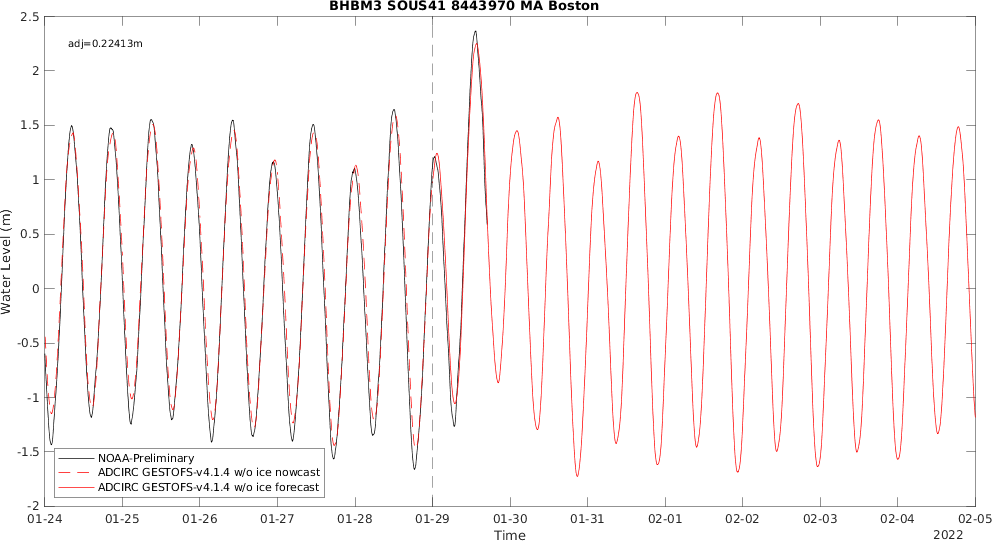 BHBM3 SOUS41 8443970 MA Boston
adj=0.22413m
2.5
2
1.5
1
0.5
0
-0.5
-1
-1.5
-2
Water Level (m)
NOAA-Preliminary
ADCIRC GESTOFS-v4.1.4 w/o ice nowcast
ADCIRC GESTOFS-v4.1.4 w/o ice forecast
01-24 01-25 01-26 01-27 01-28 01-29 01-30 01-31 02-01 02-02 02-03 02-04 02-05
Time
2022